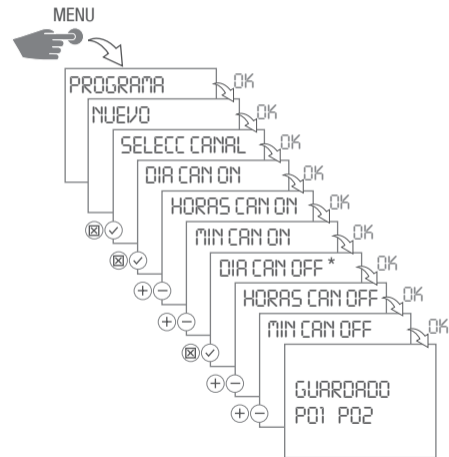 MENU
PROGRAMA
OK
NUEVO
OK
SELECC CANAL
OK
DIA CAN ON
OK
HORAS CAN ON
OK
MIN CAN ON
OK
DIA CAN OFF *
OK
HORAS CAN OFF
OK
MIN CAN OFF
OK
GUARDADO
P01 P02